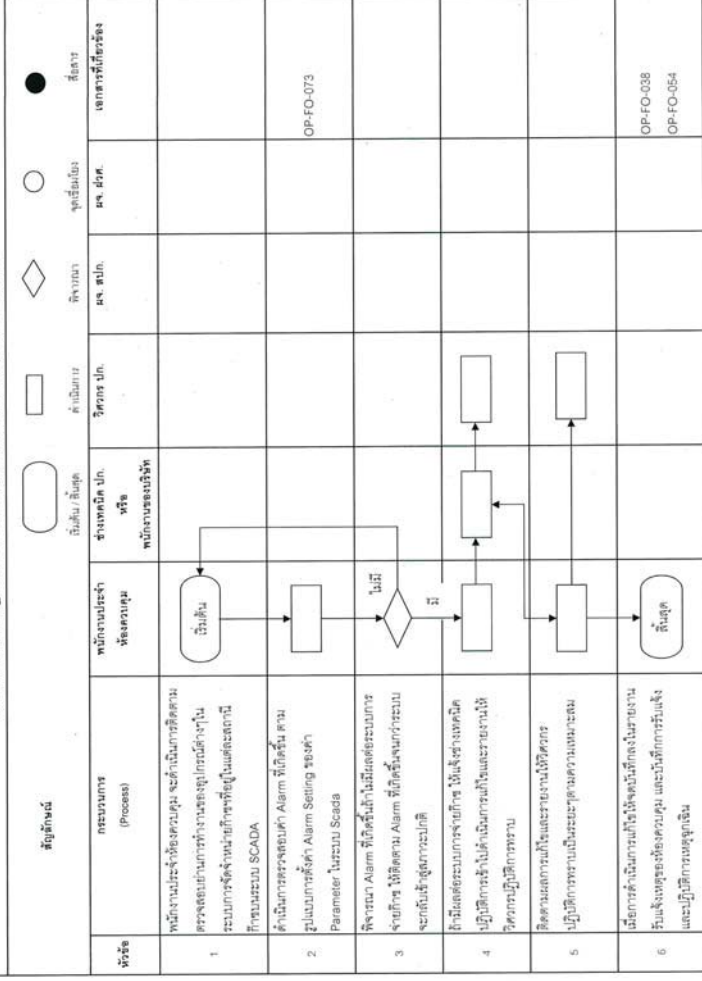 สัญลักษณ์
เริ่มต้น / สิ้นสุด
ดำเนินการ
พิจารณา
จุดเชื่อมโยง
สื่อสาร
หัวข้อ
กระบวนการ
(Process)
พนักงานประจำ
ห้องควบคุม
ช่างเทคนิค ปก.
หรือ
พนักงานของบริษัท
วิศวกร ปก.
ผจ. สปก.
ผจ. ฝวศ.
เอกสารที่เกี่ยวข้อง
1
พนักงานประจำห้องควบคุม จะดำเนินการติดตาม
ตรวจสอบย่านการทำงานของอุปกรณ์ต่างๆใน
ระบบการจัดจำหน่ายก๊าซฯที่อยู่ในแต่ละสถานี
ก๊าซบนระบบ SCADA
เริ่มต้น
2
ดำเนินการตรวจสอบค่า Alarm ที่เกิดขึ้น ตาม
รูปแบบการตั้งค่า Alarm Setting ของค่า
Parameter ในระบบ Scada
OP-FO-073
3
พิจารณา Alarm ที่เกิดขึ้นถ้าไม่มีผลต่อระบบการ
จ่ายก๊าซ ให้ติดตาม Alarm ที่เกิดขึ้นจนกว่าระบบ
จะกลับเข้าสู่สภาวะปกติ
ไม่มี
มี
4
ถ้ามีผลต่อระบบการจ่ายก๊าซ ให้แจ้งช่างเทคนิค
ปฏิบัติการเข้าไปดำเนินการแก้ไขและรายงานให้
วิศวกรปฏิบัติการทราบ
5
ติดตามผลการแก้ไขและรายงานให้วิศวกร
ปฏิบัติการทราบเป็นระยะๆตามความเหมาะสม
6
เมื่อการดำเนินการแก้ไขให้จดบันทึกลงในรายงาน
รับแจ้งเหตุของห้องควบคุม และบันทึกการรับแจ้ง
และปฏิบัติการเหตุฉุกเฉิน
สิ้นสุด
OP-FO-038
OP-FO-054